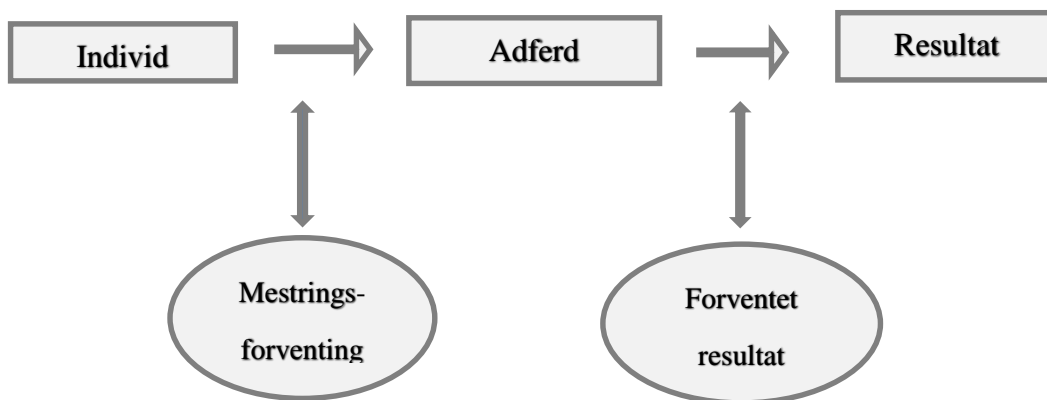 Individ
Adferd
Resultat
Mestrings-
forventing
Forventet
resultat